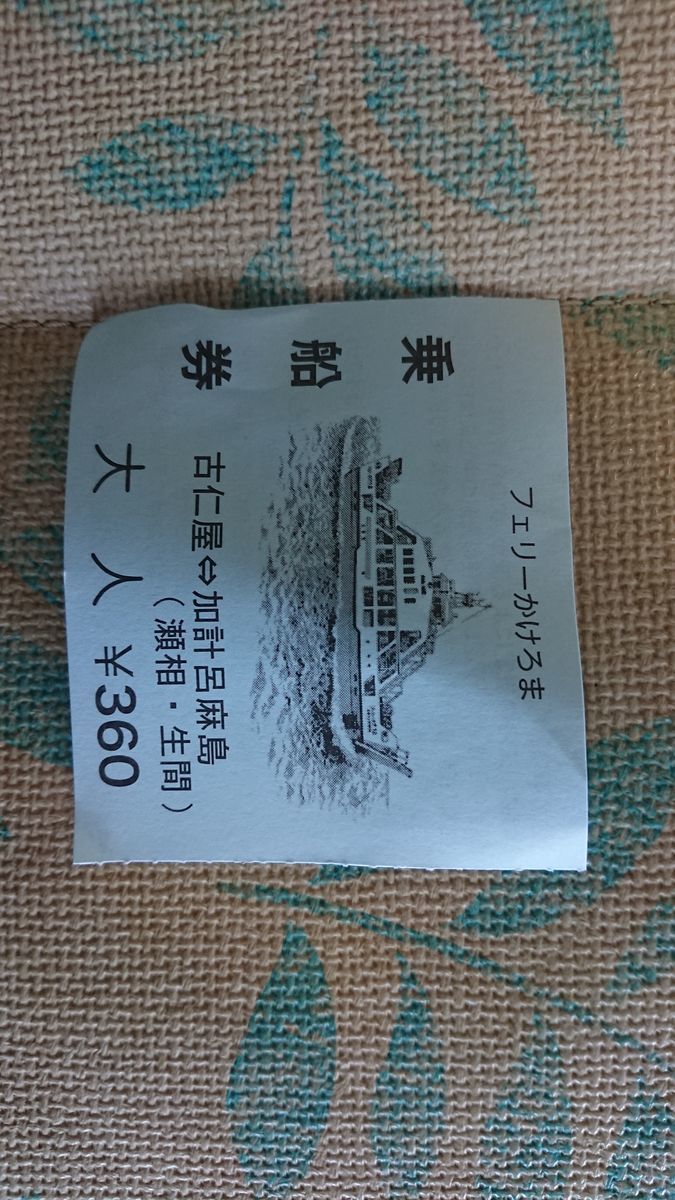 フェリーかけろま
乗船券
古仁屋⇔加計呂麻島
（瀬相・生間）
大人 ¥360